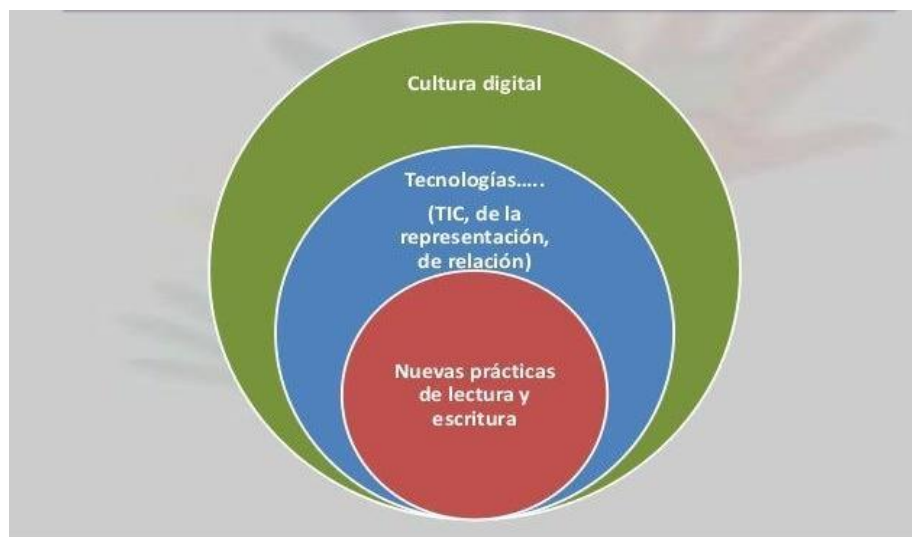 Cultura digital
Tecnologías.....
(TIC, de la
representación,
de relación)
Nuevas prácticas
de lectura y
escritura